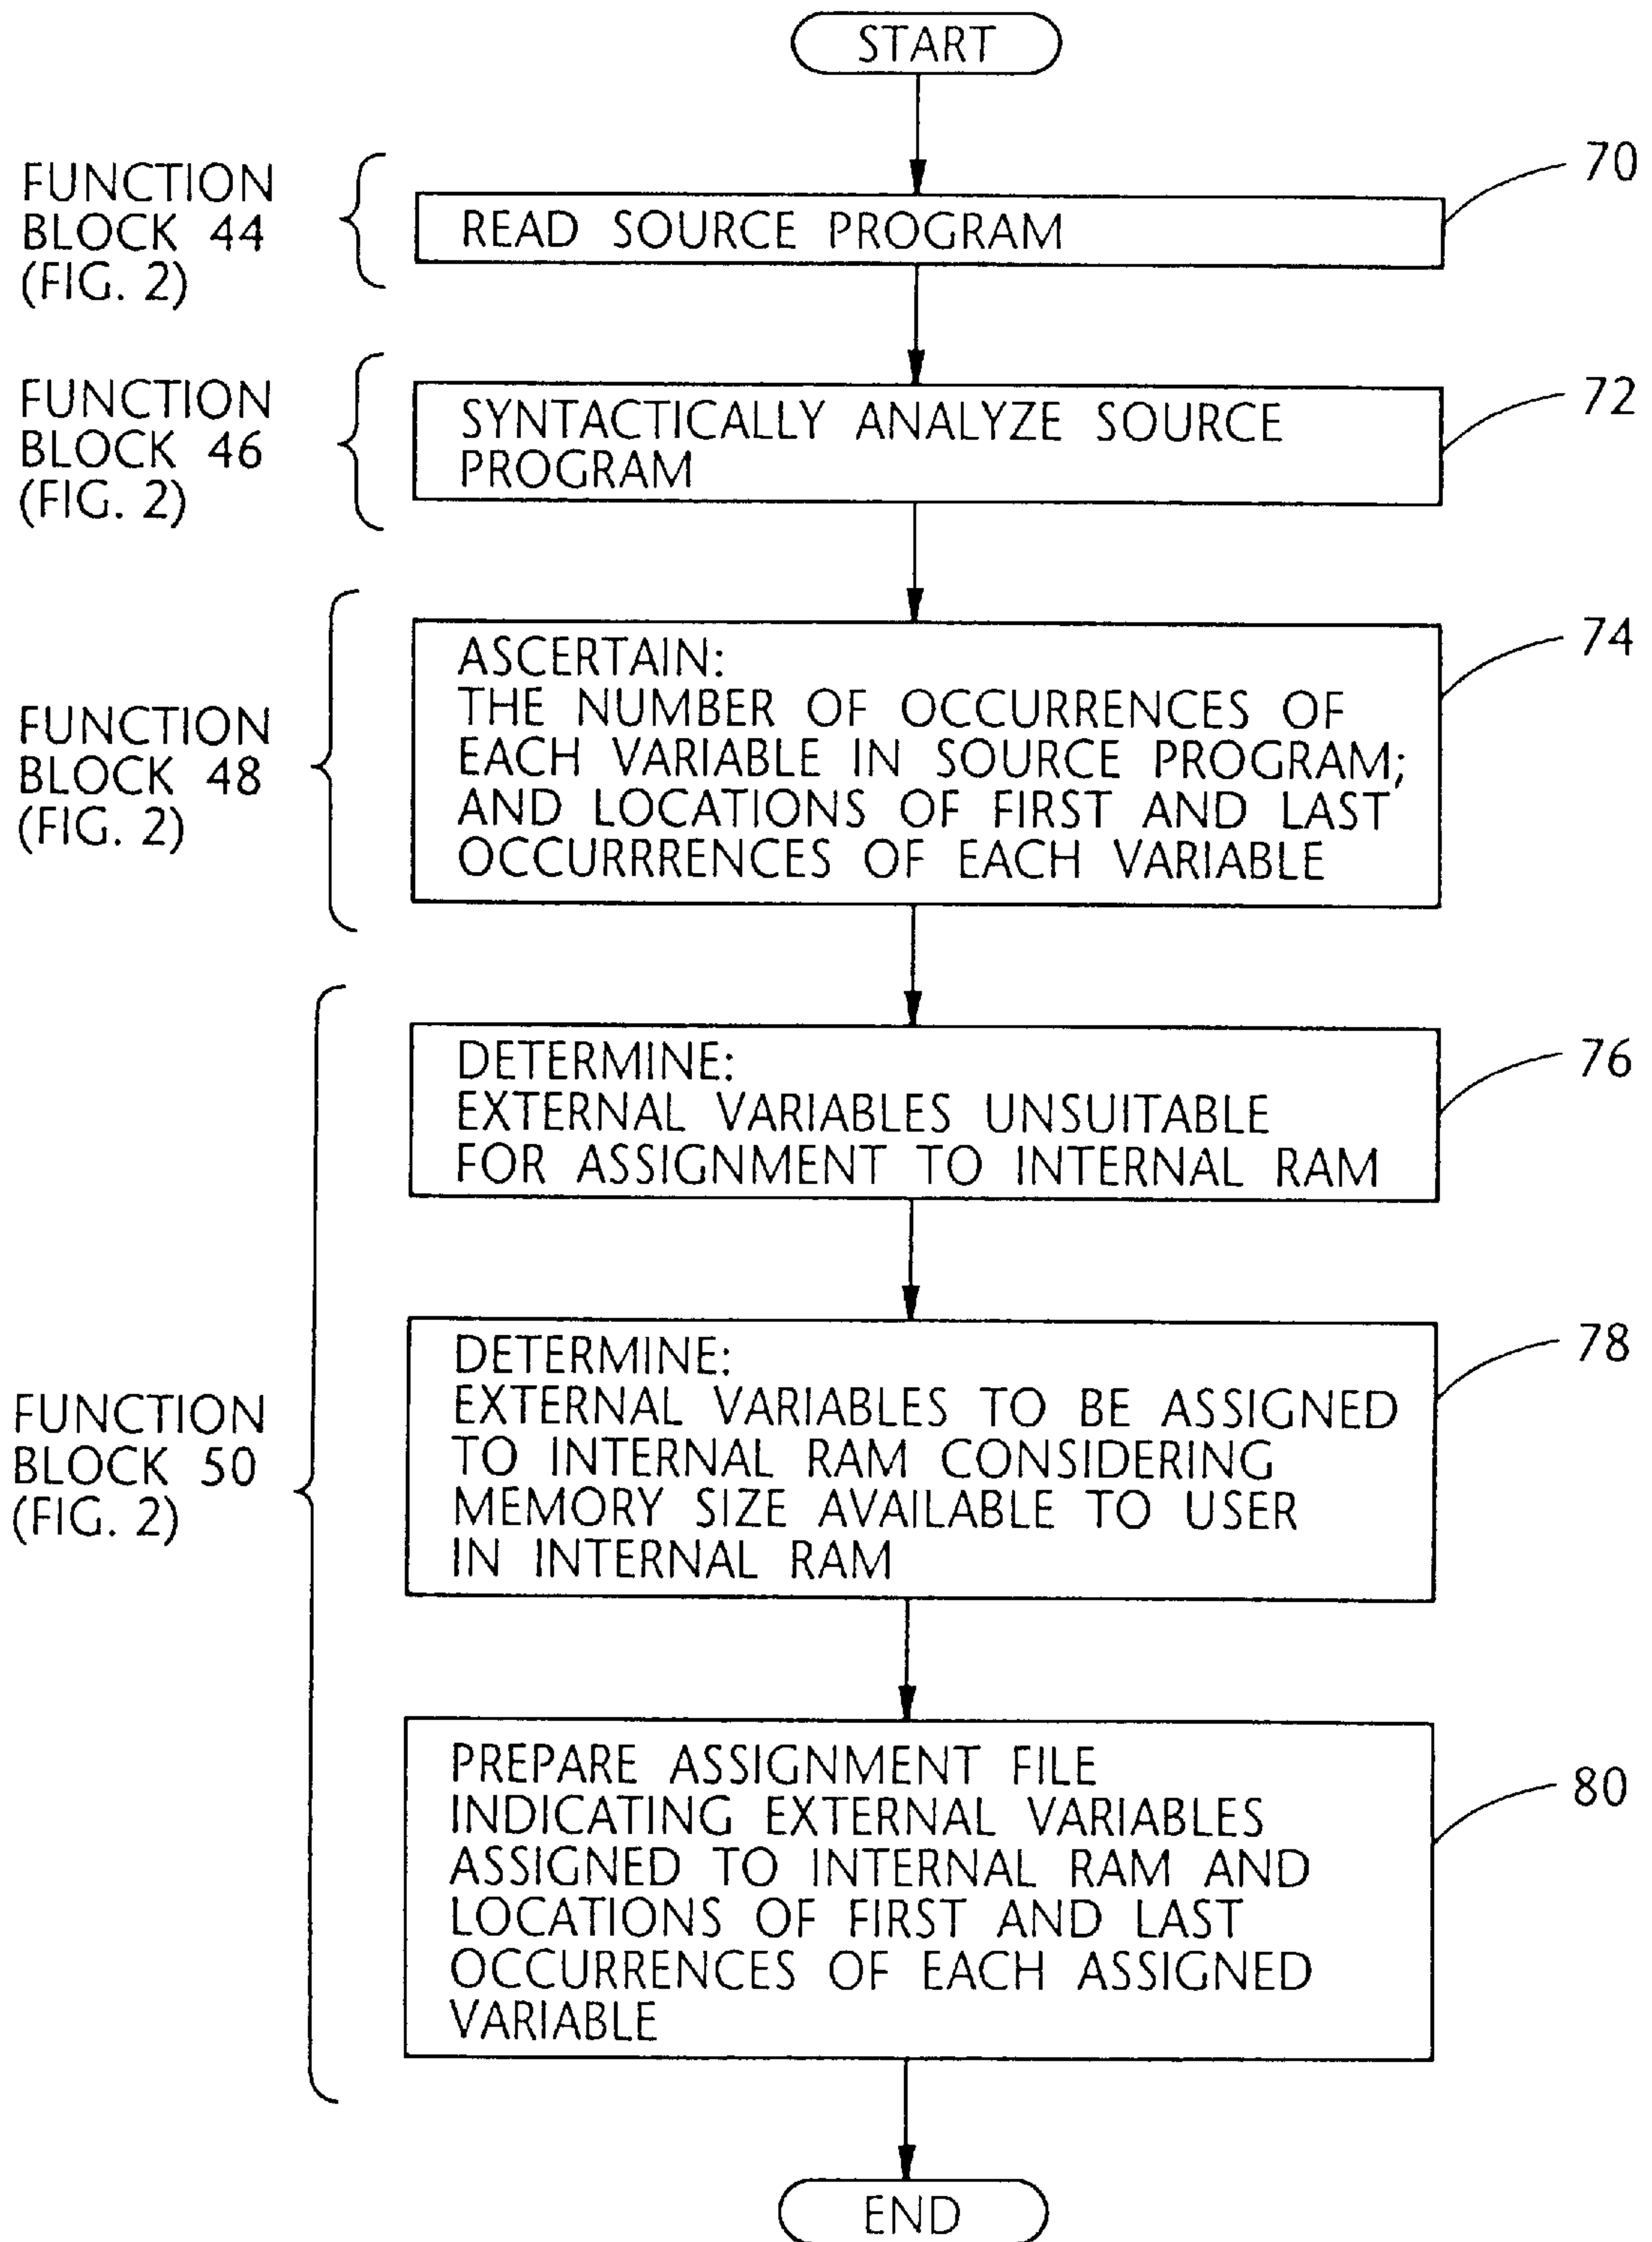 START
FUNCTION
BLOCK 44
(FIG. 2)
READ SOURCE PROGRAM
70
FUNCTION
BLOCK 46
(FIG. 2)
SYNTACTICALLY ANALYZE SOURCE
PROGRAM
72
FUNCTION
BLOCK 48
(FIG. 2)
ASCERTAIN:
THE NUMBER OF OCCURRENCES OF
EACH VARIABLE IN SOURCE PROGRAM;
AND LOCATIONS OF FIRST AND LAST
OCCURRRENCES OF EACH VARIABLE
74
DETERMINE:
EXTERNAL VARIABLES UNSUITABLE
FOR ASSIGNMENT TO INTERNAL RAM
76
FUNCTION
BLOCK 50
(FIG. 2)
DETERMINE:
EXTERNAL VARIABLES TO BE ASSIGNED
TO INTERNAL RAM CONSIDERING
MEMORY SIZE AVAILABLE TO USER
IN INTERNAL RAM
78
PREPARE ASSIGNMENT FILE
INDICATING EXTERNAL VARIABLES
ASSIGNED TO INTERNAL RAM AND
LOCATIONS OF FIRST AND LAST
OCCURRENCES OF EACH ASSIGNED
VARIABLE
80
END